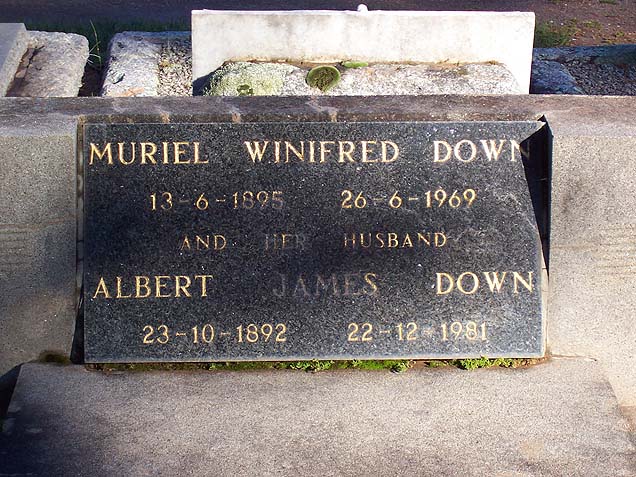 MURIEL WINIFRED DOWN
13-6-1895 26-6-1969
AND HER HUSBAND
ALBERT JAMES DOWN
23-10-1892 22-12-1981